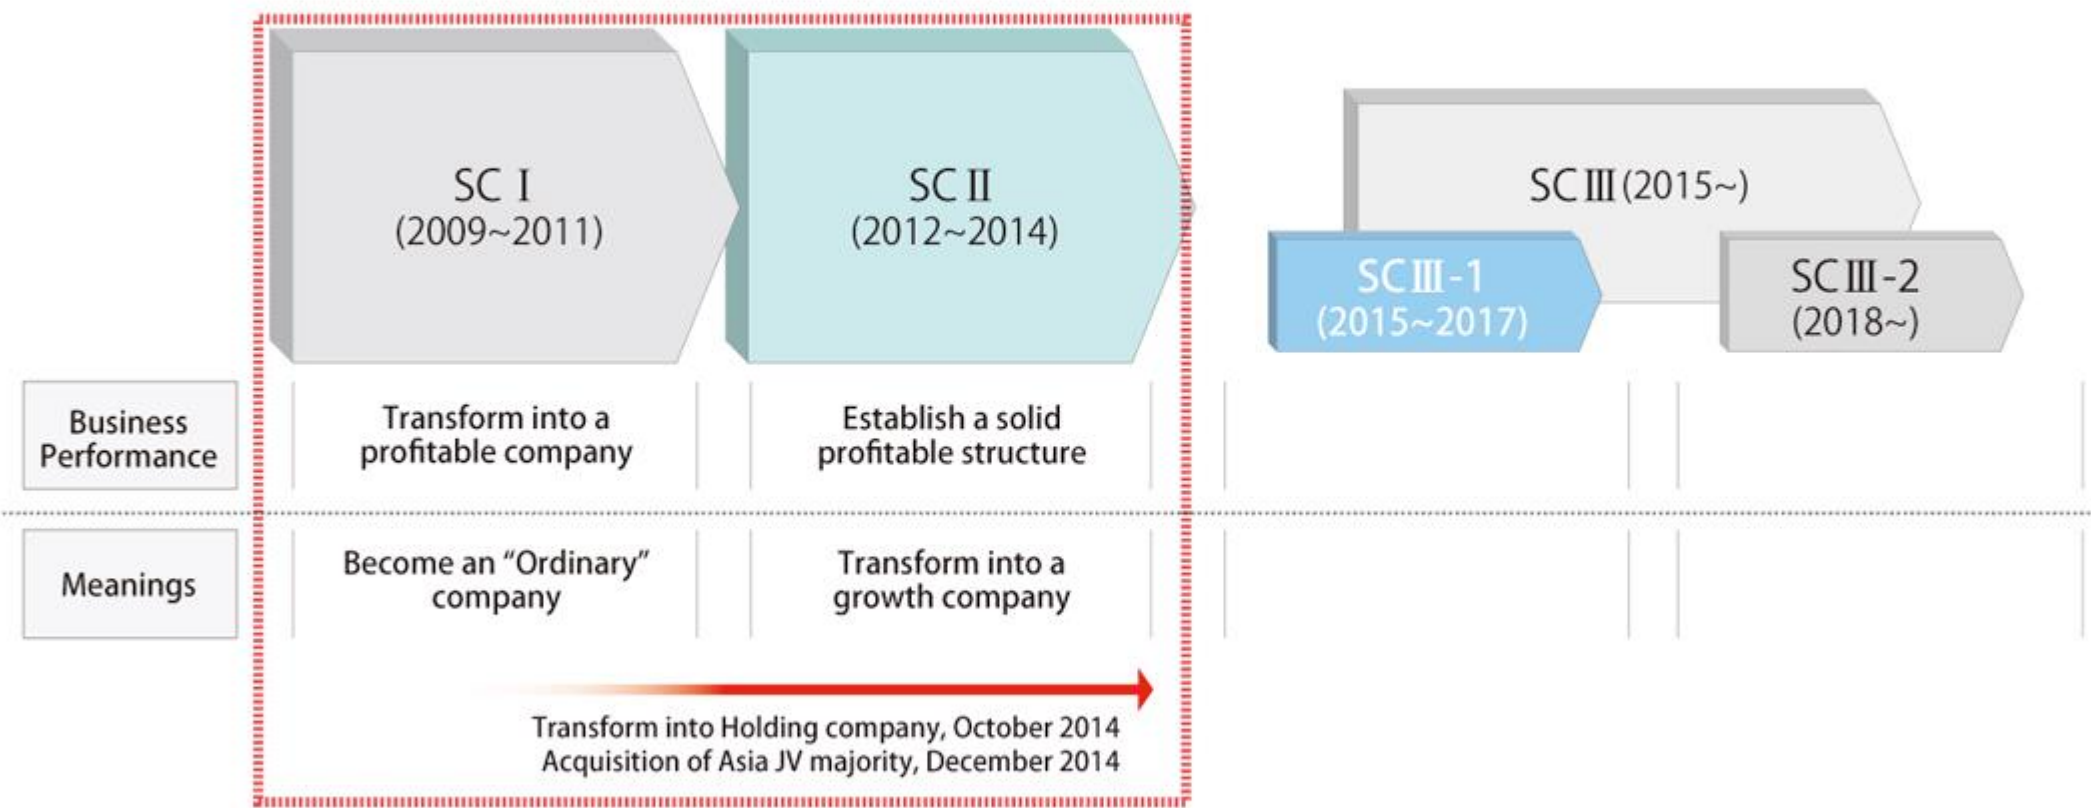 SC Ⅰ
(2009~2011)
SC Ⅱ
(2012~2014)
SC Ⅲ (2015~)
SC Ⅲ-1
(2015~2017)
SC Ⅲ-2
(2018~)
Business
Performance
Transform into a
profitable company
Establish a solid
profitable structure
Meanings
Become an “Ordinary”
company
Transform into a
growth company
Transform into Holding company, October 2014
Acquisition of Asia JV majority, December 2014